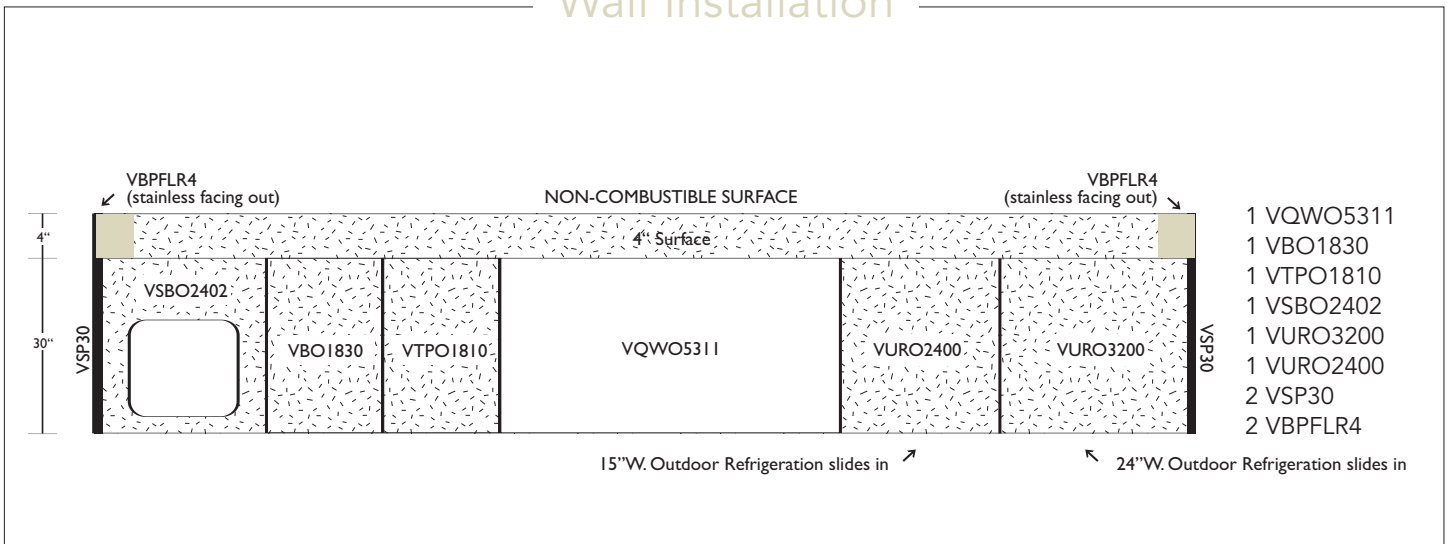 Wall Installation
VBPFLR4
(stainless facing out)
NON-COMBUSTIBLE SURFACE
VBPFLR4
(stainless facing out)
4“
4“ Surface
30“
VSP30
VSBO2402
VBO1830
VTPO1810
VQWO5311
VURO2400
VURO3200
VSP30
15”W. Outdoor Refrigeration slides in
24”W. Outdoor Refrigeration slides in
1 VQWO5311
1 VBO1830
1 VTPO1810
1 VSBO2402
1 VURO3200
1 VURO2400
2 VSP30
2 VBPFLR4